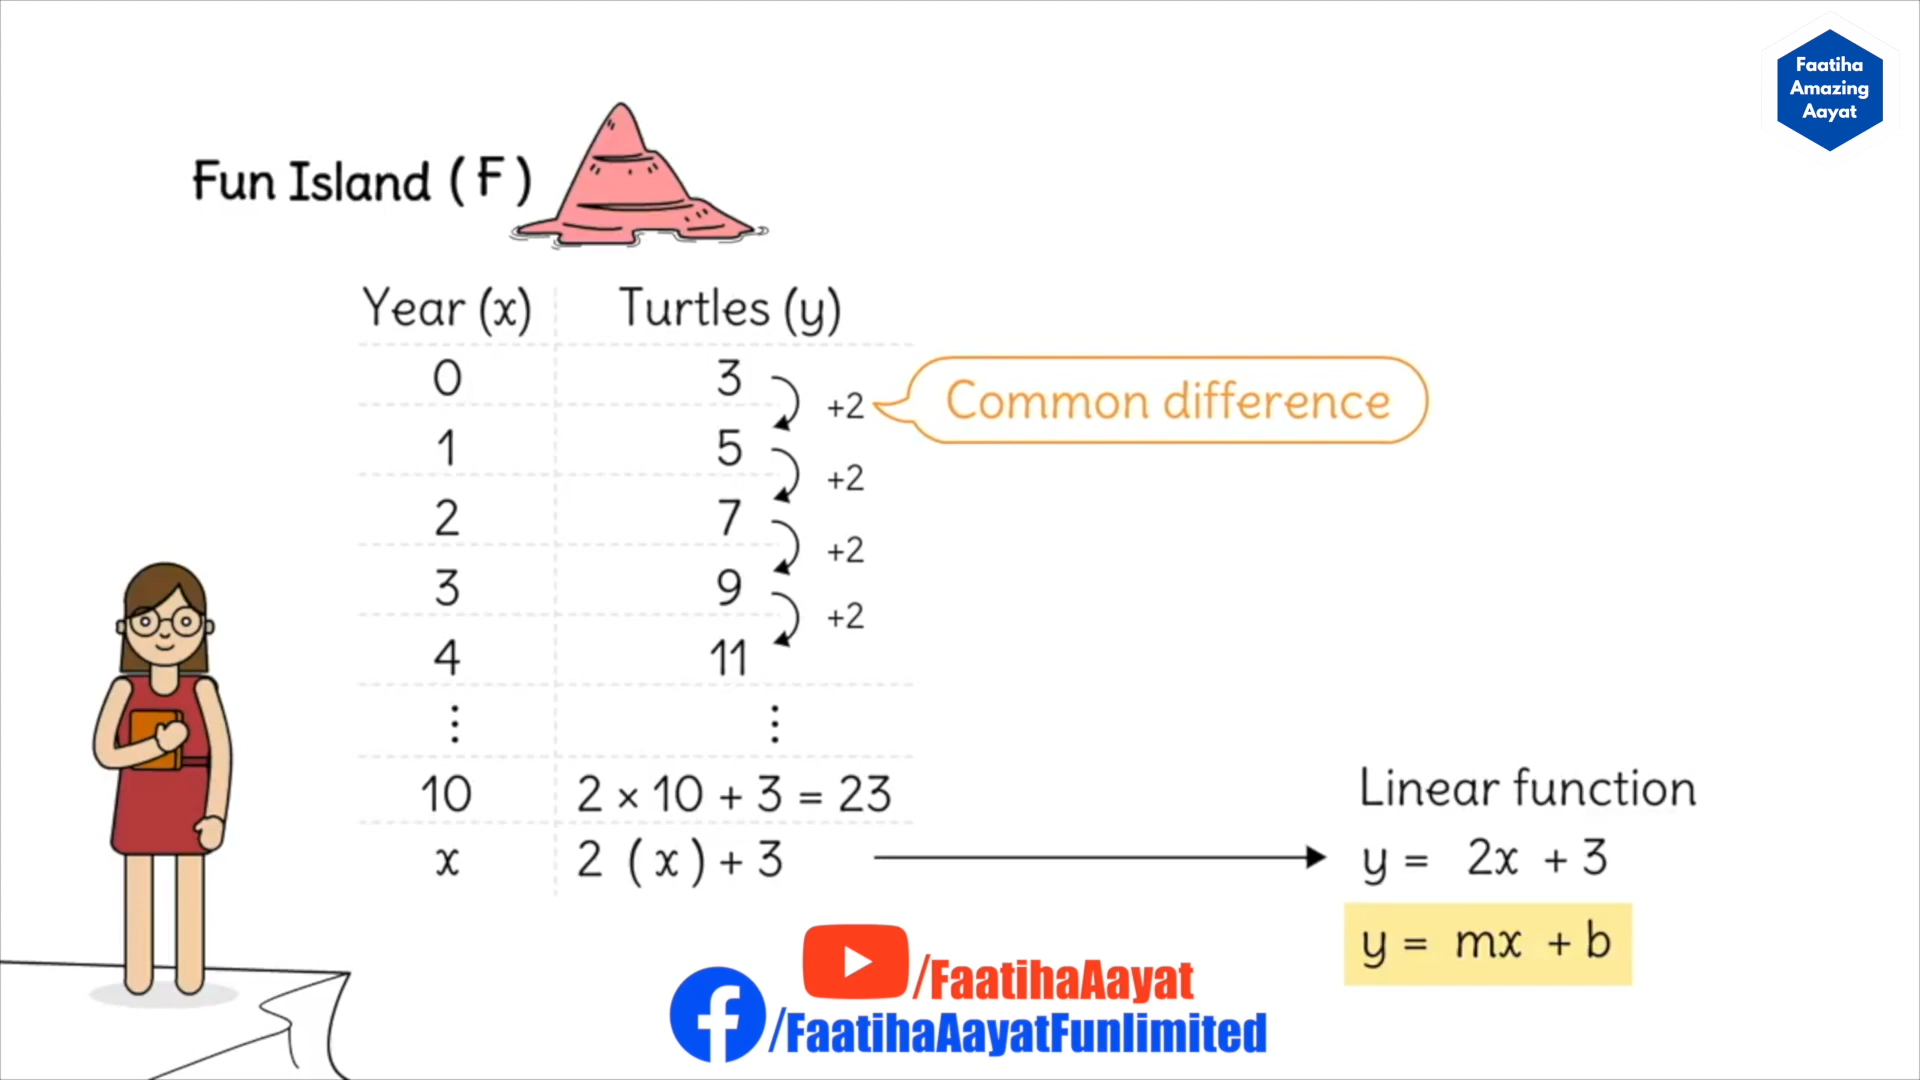 Faatiha
Amazing
Aayat
Fun Island (F)
Year (x) Turtles (y)
0 3
+2 Common difference
1 5
+2
2 7
+2
3 9
+2
4 11
⋮ ⋮
10 2 × 10 + 3 = 23
Linear function
x 2 (x) + 3
y = 2x + 3
y = mx + b
/FaatihaAayat
/FaatihaAayatFunlimited